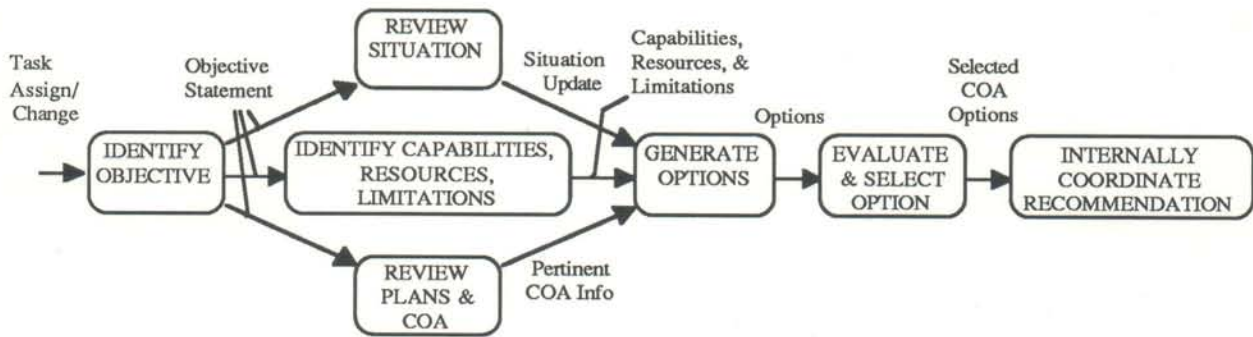 Task
Assign/
Change
IDENTIFY
OBJECTIVE
Objective
Statement
REVIEW
SITUATION
IDENTIFY CAPABILITIES,
RESOURCES,
LIMITATIONS
REVIEW
PLANS &
COA
Situation
Update
Capabilities,
Resources, &
Limitations
Pertinent
COA Info
GENERATE
OPTIONS
Options
EVALUATE
& SELECT
OPTION
Selected
COA
Options
INTERNALLY
COORDINATE
RECOMMENDATION